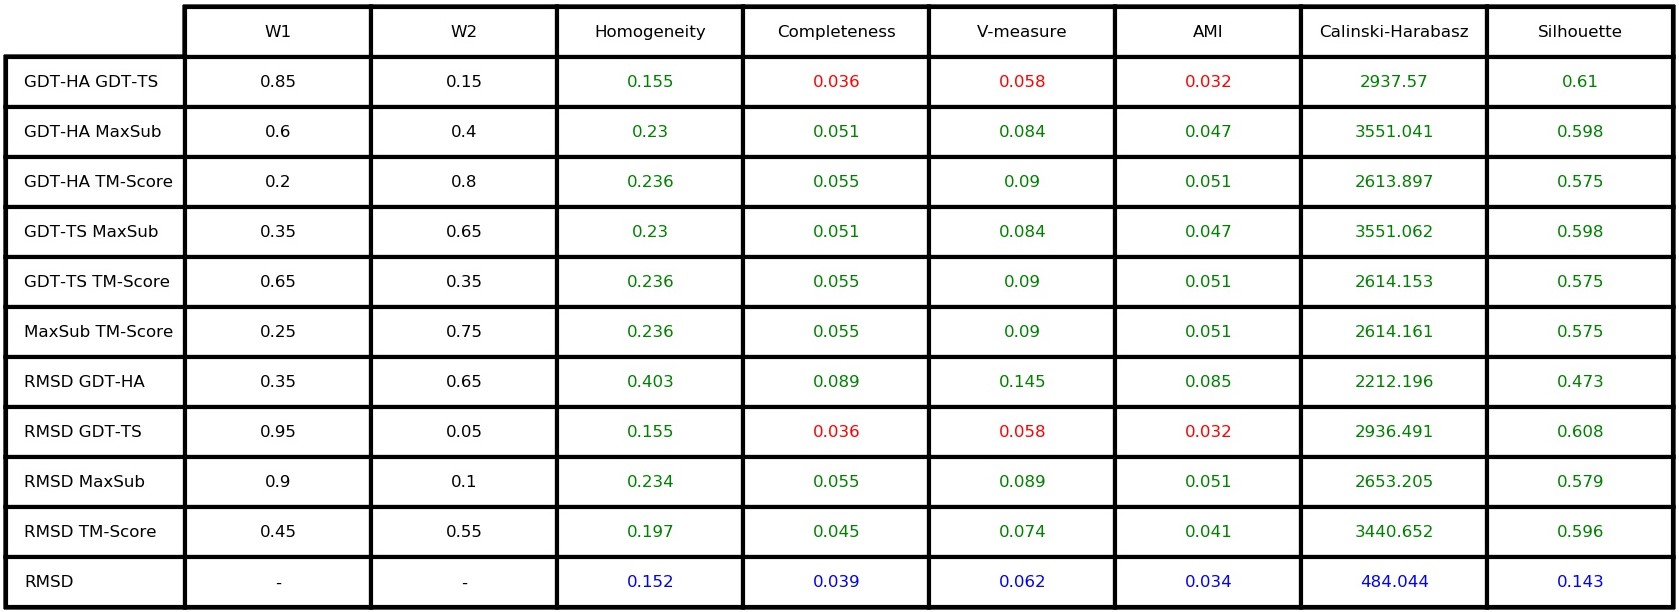 W1 W2 Homogeneity Completeness V-measure AMI Calinski-Harabasz Silhouette
GDT-HA GDT-TS 0.85 0.15 0.155 0.036 0.058 0.032 2937.57 0.61
GDT-HA MaxSub 0.6 0.4 0.23 0.051 0.084 0.047 3551.041 0.598
GDT-HA TM-Score 0.2 0.8 0.236 0.055 0.09 0.051 2613.897 0.575
GDT-TS MaxSub 0.35 0.65 0.23 0.051 0.084 0.047 3551.062 0.598
GDT-TS TM-Score 0.65 0.35 0.236 0.055 0.09 0.051 2614.153 0.575
MaxSub TM-Score 0.25 0.75 0.236 0.055 0.09 0.051 2614.161 0.575
RMSD GDT-HA 0.35 0.65 0.403 0.089 0.145 0.085 2212.196 0.473
RMSD GDT-TS 0.95 0.05 0.155 0.036 0.058 0.032 2936.491 0.608
RMSD MaxSub 0.9 0.1 0.234 0.055 0.089 0.051 2653.205 0.579
RMSD TM-Score 0.45 0.55 0.197 0.045 0.074 0.041 3440.652 0.596
RMSD - - 0.152 0.039 0.062 0.034 484.044 0.143